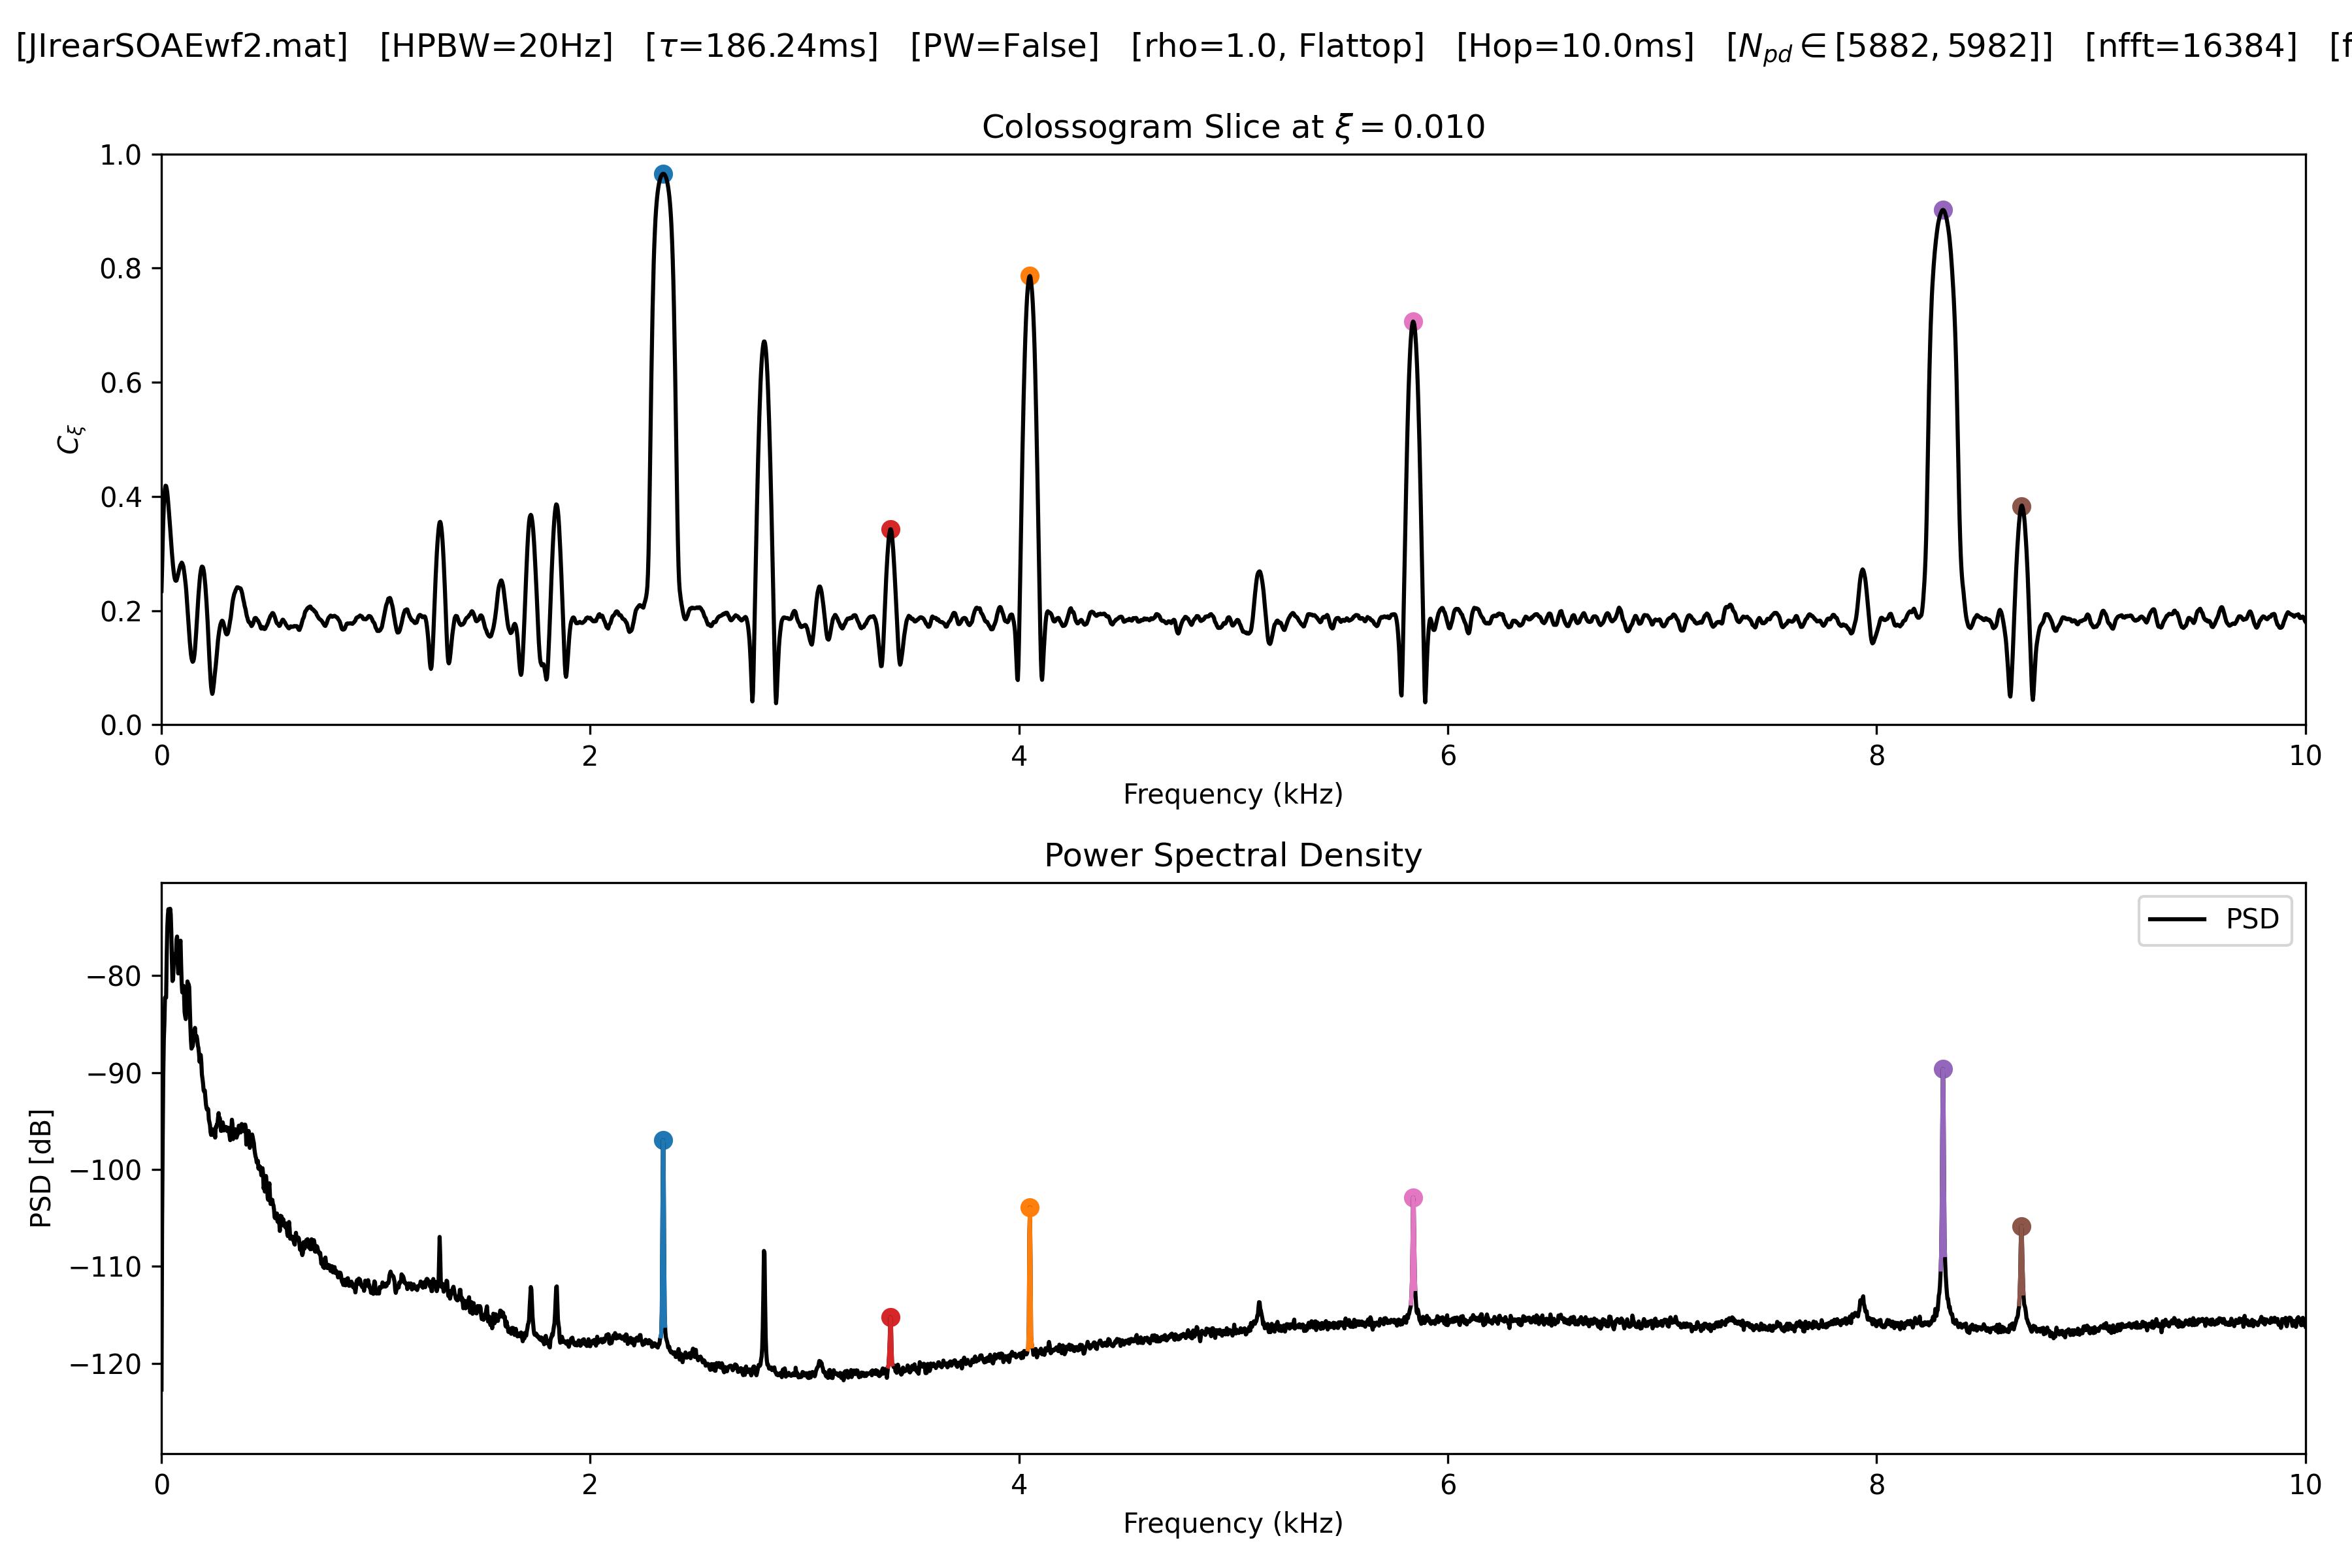 [JIrearSOAEwf2.mat] [HPBW=20Hz] [τ=186.24ms] [PW=False] [rho=1.0, Flattop] [Hop=10.0ms] [N_pd ∈ [5882, 5982]] [nfft=16384] [f
Colossogram Slice at ξ = 0.010
1.0
0.8
0.6
0.4
0.2
0.0
C_ξ
0 2 4 6 8 10
Frequency (kHz)
Power Spectral Density
PSD
−80
−90
−100
−110
−120
PSD [dB]
0 2 4 6 8 10
Frequency (kHz)